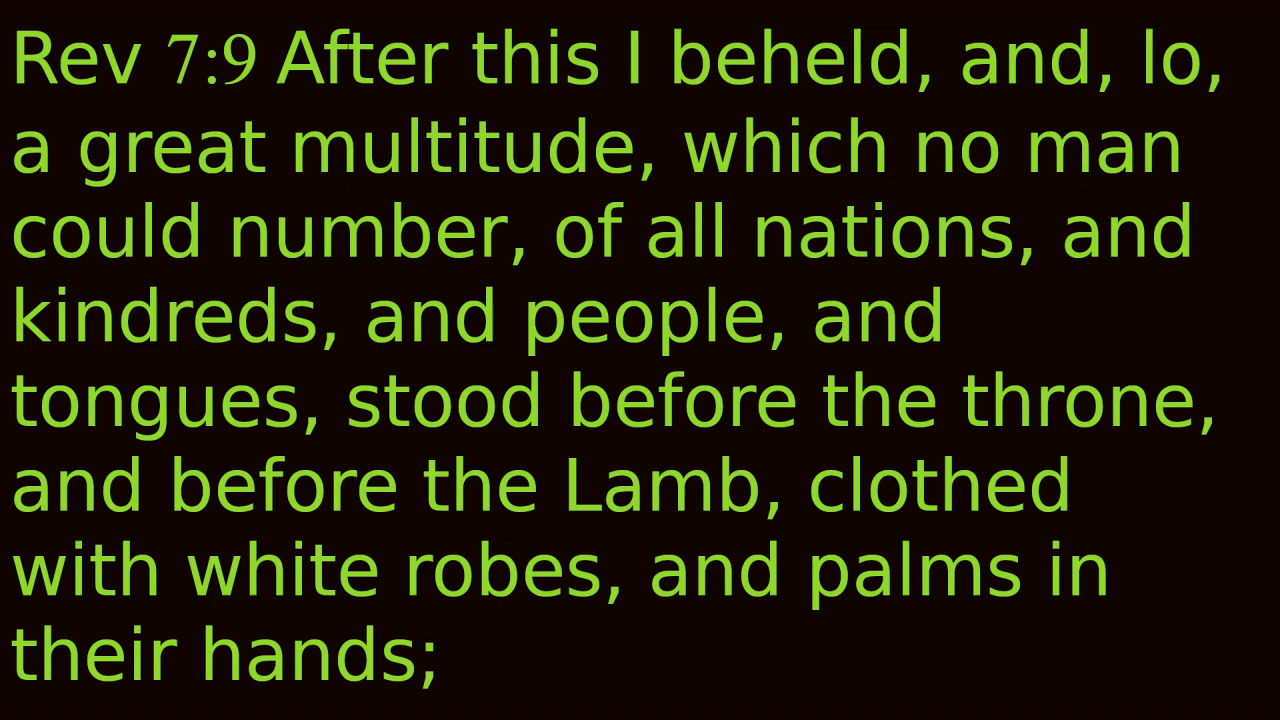 Rev 7:9 After this I beheld, and, lo,
a great multitude, which no man
could number, of all nations, and
kindreds, and people, and
tongues, stood before the throne,
and before the Lamb, clothed
with white robes, and palms in
their hands;